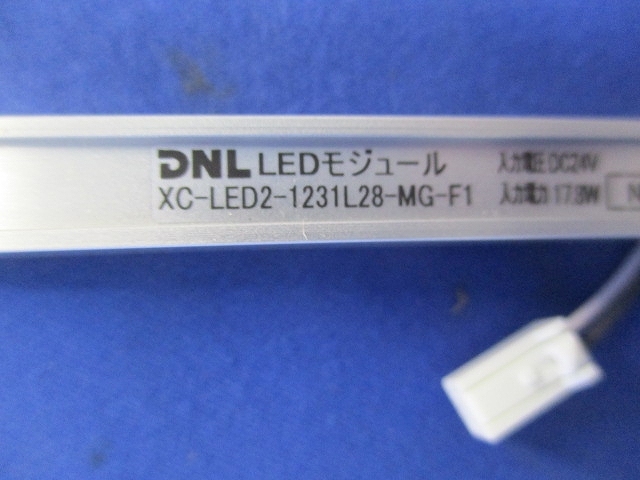 DNL LEDモジュール
XC-LED2-1231L28-MG-F1
入力電圧 DC24V
入力電力 17.8W